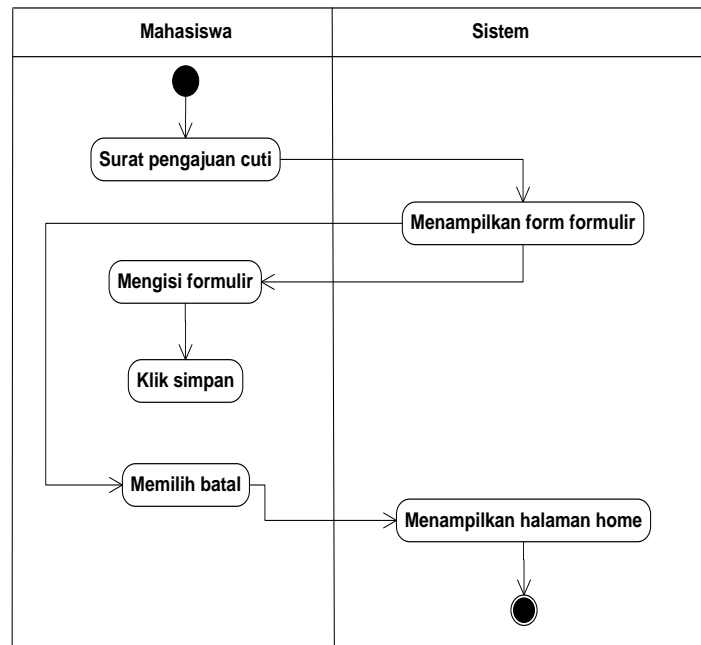 Mahasiswa
Sistem
Surat pengajuan cuti
Menampilkan form formulir
Mengisi formulir
Klik simpan
Memilih batal
Menampilkan halaman home